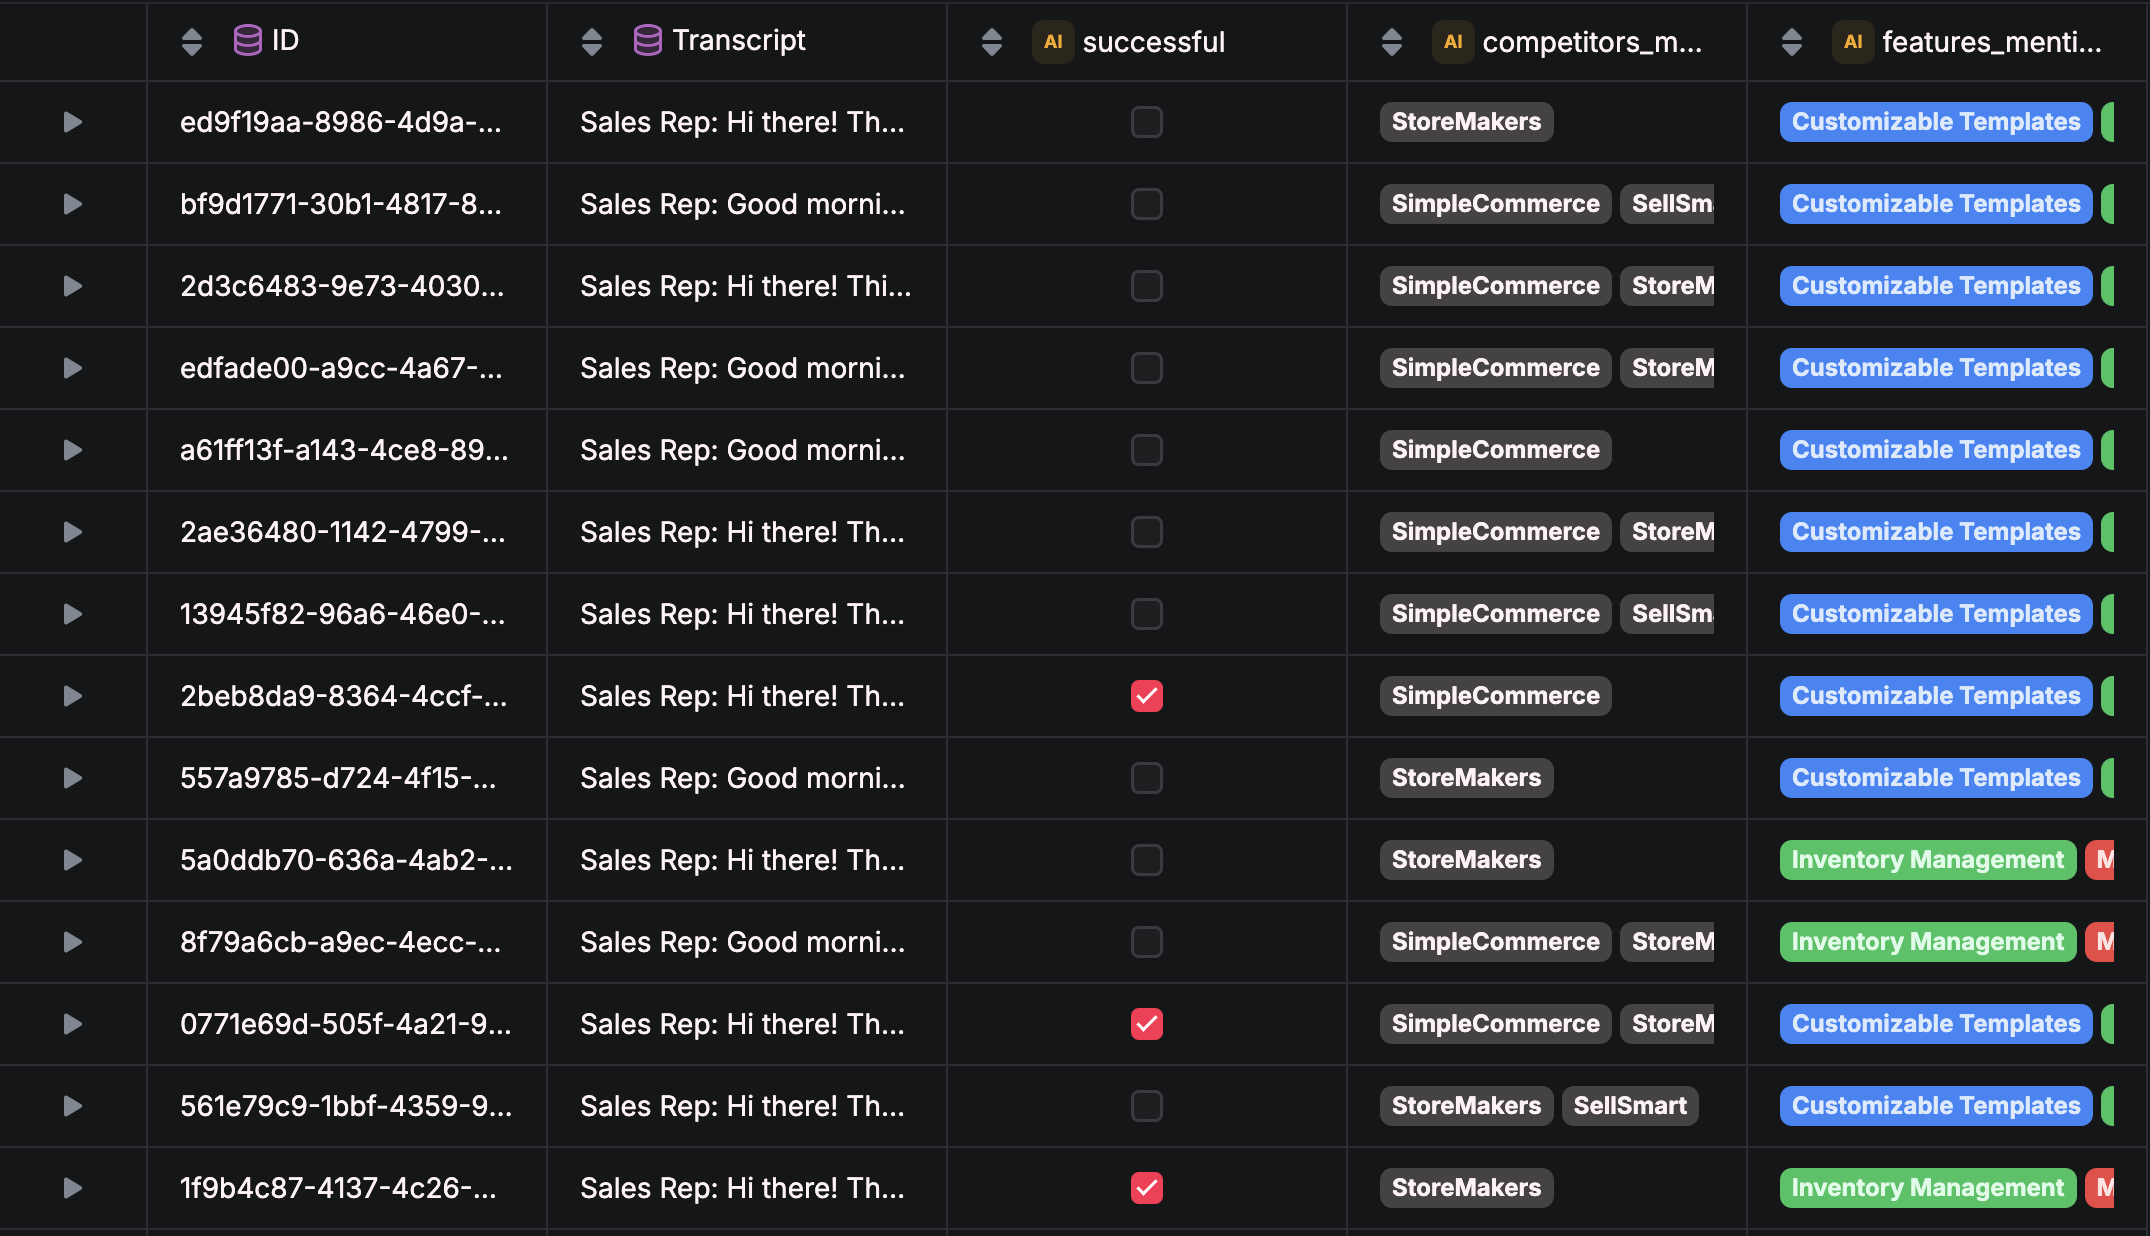 ID Transcript AI successful AI competitors_m... AI features_menti...
ed9f19aa-8986-4d9a-... Sales Rep: Hi there! Th... StoreMakers Customizable Templates
bf9d1771-30b1-4817-8... Sales Rep: Good morni... SimpleCommerce SellSm Customizable Templates
2d3c6483-9e73-4030... Sales Rep: Hi there! Thi... SimpleCommerce StoreM Customizable Templates
edfade00-a9cc-4a67-... Sales Rep: Good morni... SimpleCommerce StoreM Customizable Templates
a61ff13f-a143-4ce8-89... Sales Rep: Good morni... SimpleCommerce Customizable Templates
2ae36480-1142-4799-... Sales Rep: Hi there! Th... SimpleCommerce StoreM Customizable Templates
13945f82-96a6-46e0-... Sales Rep: Hi there! Th... SimpleCommerce SellSm Customizable Templates
2beb8da9-8364-4ccf-... Sales Rep: Hi there! Th... SimpleCommerce Customizable Templates
557a9785-d724-4f15-... Sales Rep: Good morni... StoreMakers Customizable Templates
5a0ddb70-636a-4ab2-... Sales Rep: Hi there! Th... StoreMakers Inventory Management M
8f79a6cb-a9ec-4ecc-... Sales Rep: Good morni... SimpleCommerce StoreM Inventory Management M
0771e69d-505f-4a21-9... Sales Rep: Hi there! Th... SimpleCommerce StoreM Customizable Templates
561e79c9-1bbf-4359-9... Sales Rep: Hi there! Th... StoreMakers SellSmart Customizable Templates
1f9b4c87-4137-4c26-... Sales Rep: Hi there! Th... StoreMakers Inventory Management M